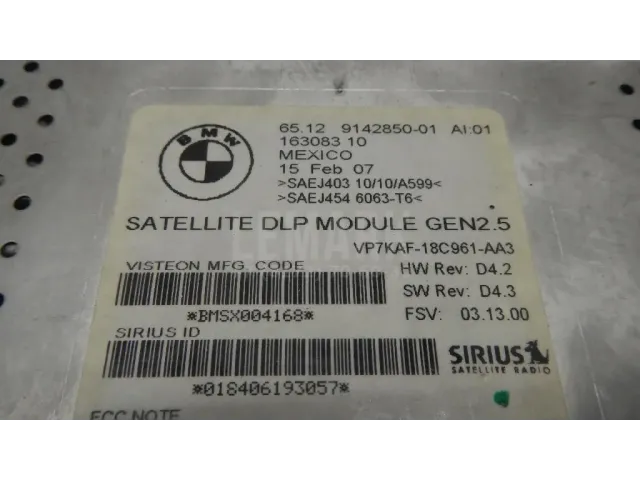 BMW
65.12 9142850-01 AI:01
163083 10
MEXICO
15 Feb 07
>SAEJ403 10/10/A599<
>SAEJ454 6063-T6<
SATELLITE DLP MODULE GEN2.5
VP7KAF-18C961-AA3
VISTEON MFG. CODE
HW Rev: D4.2
SW Rev: D4.3
*BMSX004168*
FSV: 03.13.00
SIRIUS ID
SIRIUS
SATELLITE RADIO
*018406193057*
FCC NOTE